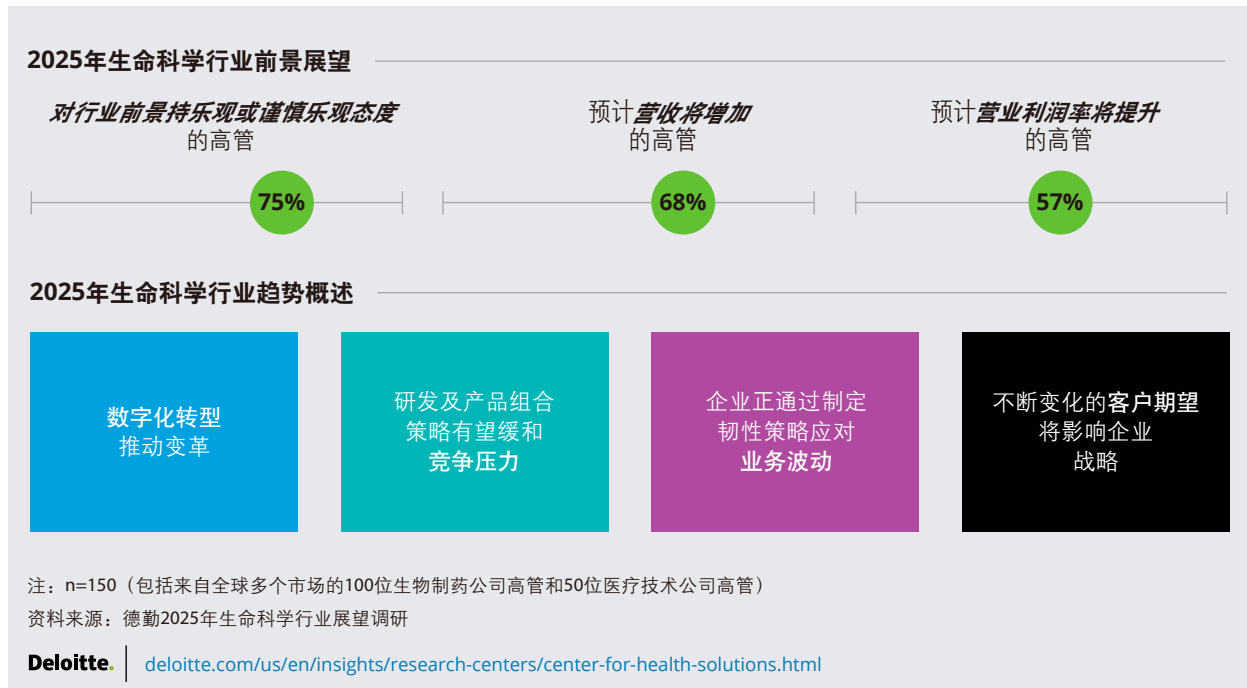 2025年生命科学行业前景展望
对行业前景持乐观或谨慎乐观态度
的高管
预计营收将增加
的高管
预计营业利润率将提升
的高管
75%
68%
57%
2025年生命科学行业趋势概述
数字化转型
推动变革
研发及产品组合
策略有望缓和
竞争压力
企业正通过制定
韧性策略应对
业务波动
不断变化的客户期望
将影响企业
战略
注：n=150（包括来自全球多个市场的100位生物制药公司高管和50位医疗技术公司高管）
资料来源：德勤2025年生命科学行业展望调研
Deloitte.
deloitte.com/us/en/insights/research-centers/center-for-health-solutions.html